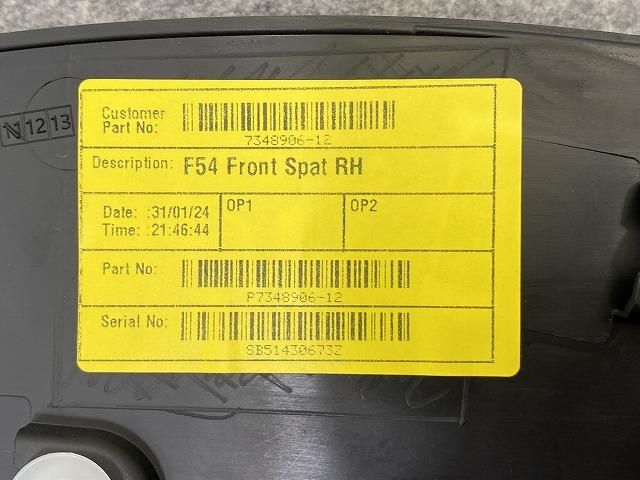 Customer
Part No:
7348906-12
Description: F54 Front Spat RH
Date: :31/01/24
Time: :21:46:44
OP1
OP2
Part No:
P7348906-12
Serial No:
SB51430673Z
12 13